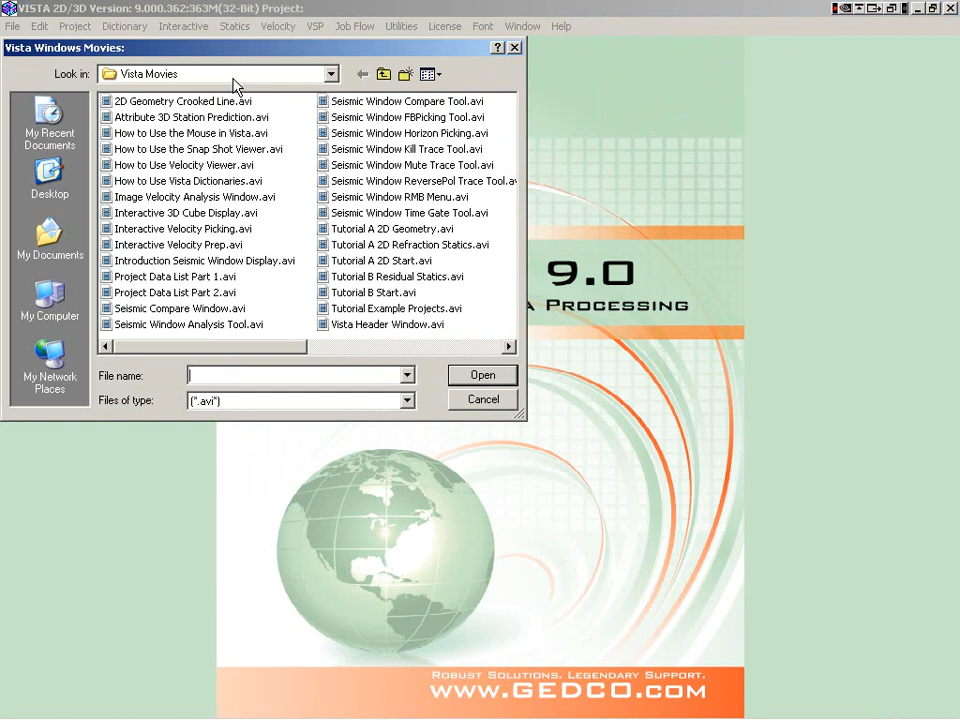 VISTA 2D/3D Version: 9.000.362:363M(32-Bit) Project:
File Edit Project Dictionary Interactive Statics Velocity VSP Job Flow Utilities License Font Window Help
Vista Windows Movies:
Look in: Vista Movies
My Recent Documents
Desktop
My Documents
My Computer
My Network Places
2D Geometry Crooked Line.avi
Attribute 3D Station Prediction.avi
How to Use the Mouse in Vista.avi
How to Use the Snap Shot Viewer.avi
How to Use Velocity Viewer.avi
How to Use Vista Dictionaries.avi
Image Velocity Analysis Window.avi
Interactive 3D Cube Display.avi
Interactive Velocity Picking.avi
Interactive Velocity Prep.avi
Introduction Seismic Window Display.avi
Project Data List Part 1.avi
Project Data List Part 2.avi
Seismic Compare Window.avi
Seismic Window Analysis Tool.avi
Seismic Window Compare Tool.avi
Seismic Window FBPicking Tool.avi
Seismic Window Horizon Picking.avi
Seismic Window Kill Trace Tool.avi
Seismic Window Mute Trace Tool.avi
Seismic Window ReversePol Trace Tool.av
Seismic Window RMB Menu.avi
Seismic Window Time Gate Tool.avi
Tutorial A 2D Geometry.avi
Tutorial A 2D Refraction Statics.avi
Tutorial A 2D Start.avi
Tutorial B Residual Statics.avi
Tutorial B Start.avi
Tutorial Example Projects.avi
Vista Header Window.avi
File name: Open
Files of type: (*.avi*) Cancel
9.0
A Processing
Robust Solutions. Legendary Support.
www.GEDCO.com